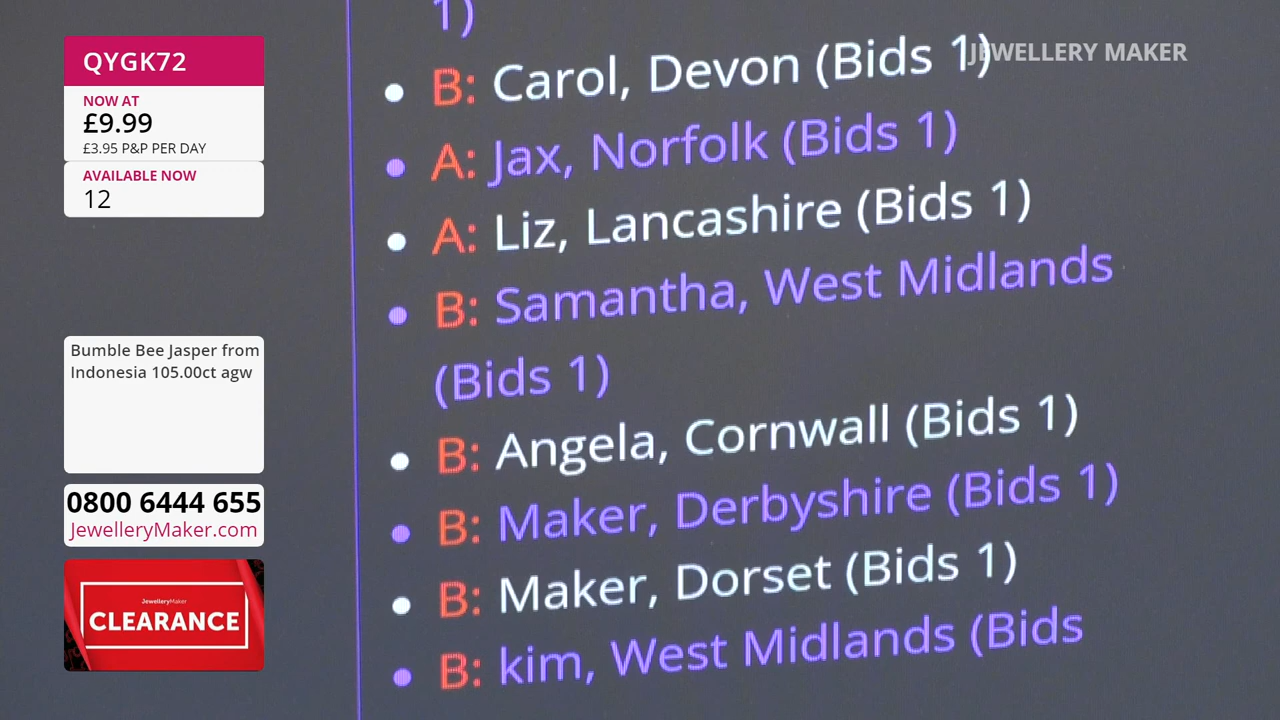 QYGK72
NOW AT
£9.99
£3.95 P&P PER DAY
AVAILABLE NOW
12
Bumble Bee Jasper from
Indonesia 105.00ct agw
0800 6444 655
JewelleryMaker.com
JewelleryMaker
CLEARANCE
JEWELLERY MAKER
1)
B: Carol, Devon (Bids 1)
A: Jax, Norfolk (Bids 1)
A: Liz, Lancashire (Bids 1)
B: Samantha, West Midlands
(Bids 1)
B: Angela, Cornwall (Bids 1)
B: Maker, Derbyshire (Bids 1)
B: Maker, Dorset (Bids 1)
B: kim, West Midlands (Bids